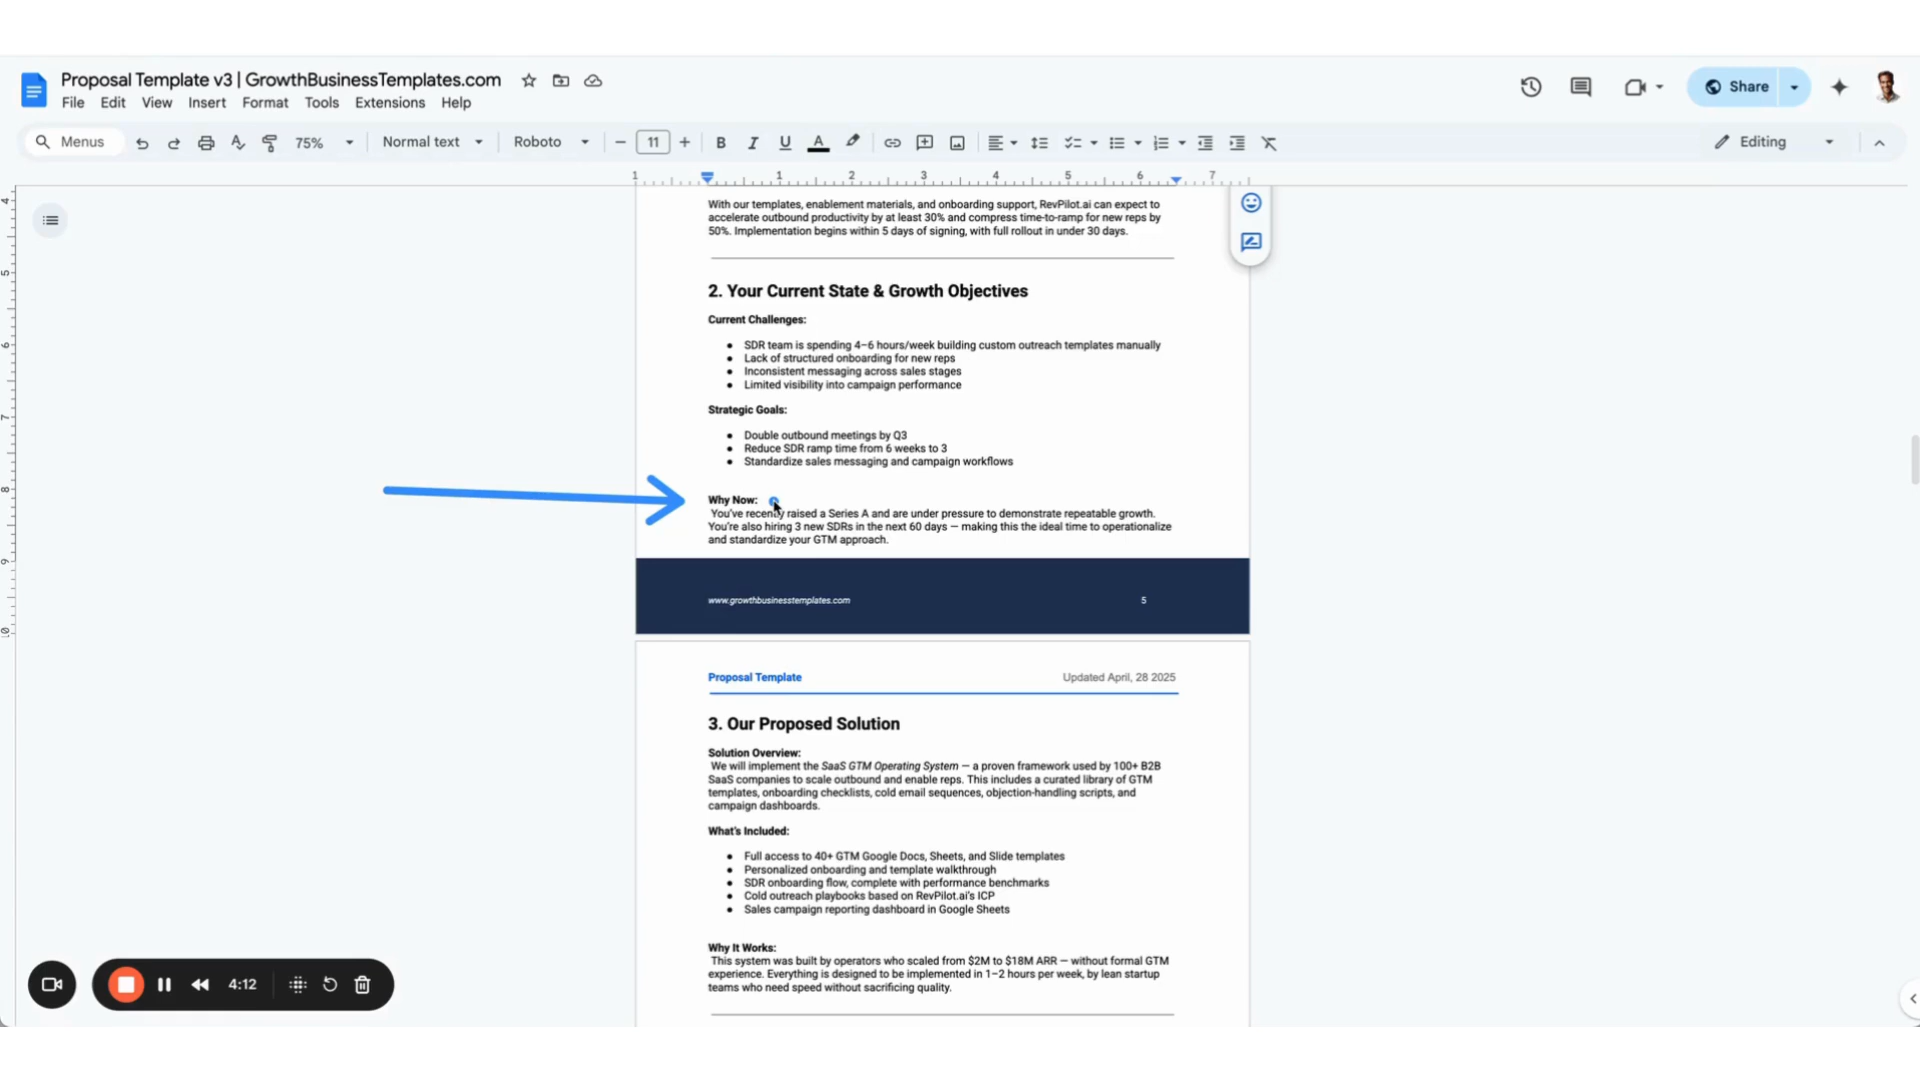 Proposal Template v3 | GrowthBusinessTemplates.com
File Edit View Insert Format Tools Extensions Help
Share
Menus 75% Normal text Roboto 11 B I U A Editing
1 1 2 3 4 5 6 7
4
5
6
7
8
9
10
With our templates, enablement materials, and onboarding support, RevPilot.ai can expect to
accelerate outbound productivity by at least 30% and compress time-to-ramp for new reps by
50%. Implementation begins within 5 days of signing, with full rollout in under 30 days.
2. Your Current State & Growth Objectives
Current Challenges:
● SDR team is spending 4–6 hours/week building custom outreach templates manually
● Lack of structured onboarding for new reps
● Inconsistent messaging across sales stages
● Limited visibility into campaign performance
Strategic Goals:
● Double outbound meetings by Q3
● Reduce SDR ramp time from 6 weeks to 3
● Standardize sales messaging and campaign workflows
Why Now:
You've recently raised a Series A and are under pressure to demonstrate repeatable growth.
You're also hiring 3 new SDRs in the next 60 days — making this the ideal time to operationalize
and standardize your GTM approach.
www.growthbusinesstemplates.com 5
Proposal Template Updated April, 28 2025
3. Our Proposed Solution
Solution Overview:
We will implement the SaaS GTM Operating System — a proven framework used by 100+ B2B
SaaS companies to scale outbound and enable reps. This includes a curated library of GTM
templates, onboarding checklists, cold email sequences, objection-handling scripts, and
campaign dashboards.
What's Included:
● Full access to 40+ GTM Google Docs, Sheets, and Slide templates
● Personalized onboarding and template walkthrough
● SDR onboarding flow, complete with performance benchmarks
● Cold outreach playbooks based on RevPilot.ai's ICP
● Sales campaign reporting dashboard in Google Sheets
Why It Works:
This system was built by operators who scaled from $2M to $18M ARR — without formal GTM
experience. Everything is designed to be implemented in 1–2 hours per week, by lean startup
teams who need speed without sacrificing quality.
4:12